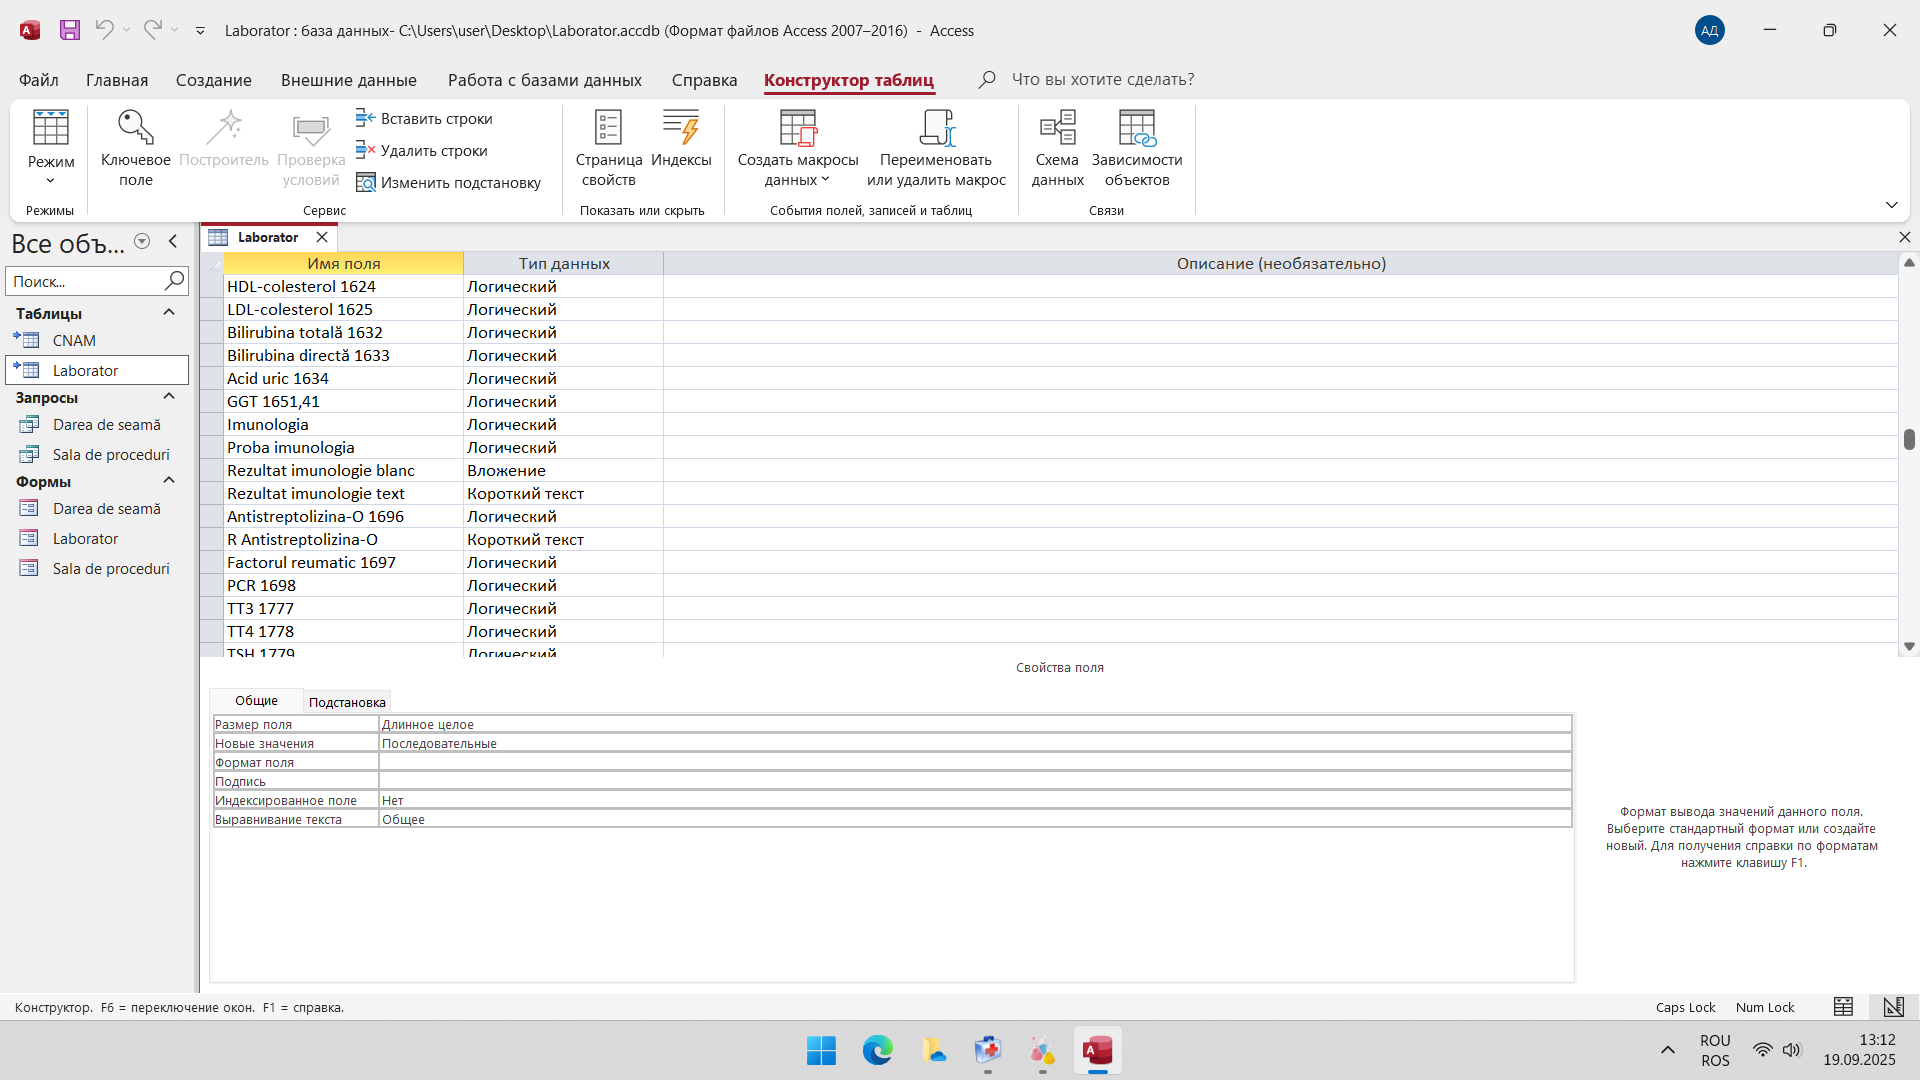 Laborator : база данных- C:\Users\user\Desktop\Laborator.accdb (Формат файлов Access 2007–2016)  -  Access
АД
Файл
Главная
Создание
Внешние данные
Работа с базами данных
Справка
Конструктор таблиц
Что вы хотите сделать?
Режим
Ключевое
поле
Построитель
Проверка
условий
Вставить строки
Удалить строки
Изменить подстановку
Страница
свойств
Индексы
Создать макросы
данных
Переименовать
или удалить макрос
Схема
данных
Зависимости
объектов
Режимы
Сервис
Показать или скрыть
События полей, записей и таблиц
Связи
Все объ...
Поиск...
Таблицы
CNAM
Laborator
Запросы
Darea de seamă
Sala de proceduri
Формы
Darea de seamă
Laborator
Sala de proceduri
Laborator
Имя поля Тип данных Описание (необязательно)
HDL-colesterol 1624 Логический
LDL-colesterol 1625 Логический
Bilirubina totală 1632 Логический
Bilirubina directă 1633 Логический
Acid uric 1634 Логический
GGT 1651,41 Логический
Imunologia Логический
Proba imunologia Логический
Rezultat imunologie blanc Вложение
Rezultat imunologie text Короткий текст
Antistreptolizina-O 1696 Логический
R Antistreptolizina-O Короткий текст
Factorul reumatic 1697 Логический
PCR 1698 Логический
TT3 1777 Логический
TT4 1778 Логический
TSH 1779 Логический
Свойства поля
Общие
Подстановка
Размер поля Длинное целое
Новые значения Последовательные
Формат поля
Подпись
Индексированное поле Нет
Выравнивание текста Общее
Формат вывода значений данного поля.
Выберите стандартный формат или создайте
новый. Для получения справки по форматам
нажмите клавишу F1.
Конструктор.  F6 = переключение окон.  F1 = справка.
Caps Lock
Num Lock
ROU
ROS
13:12
19.09.2025